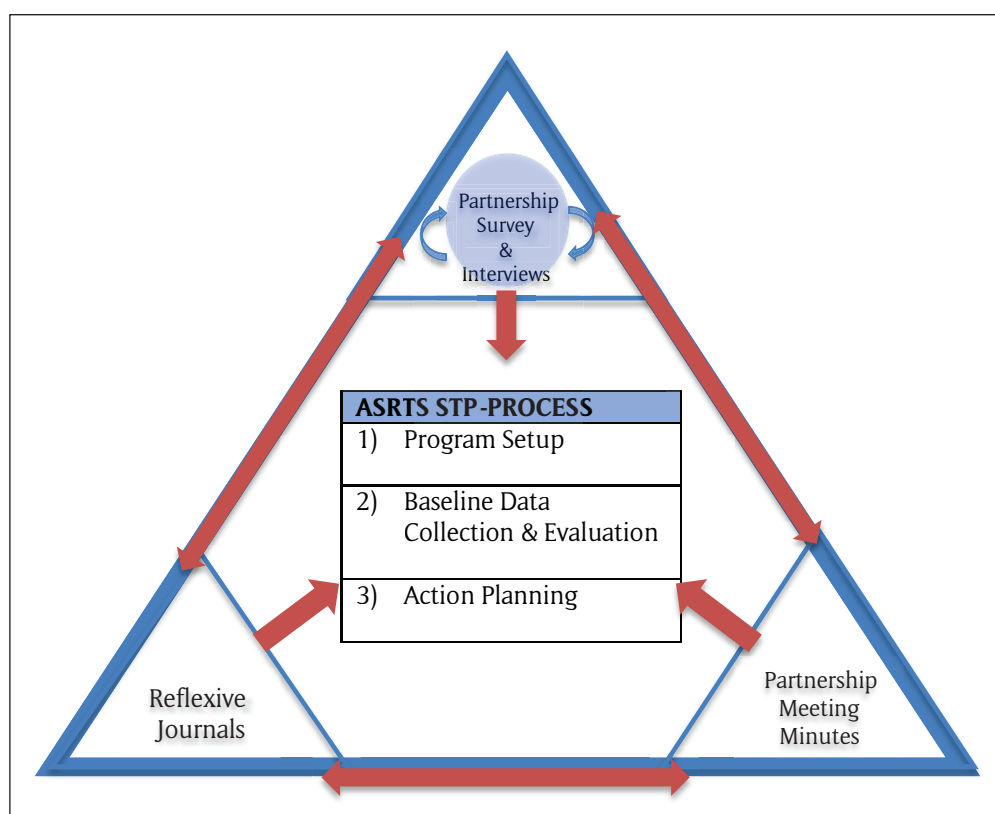 Partnership
Survey
&
Interviews
ASRTS STP-PROCESS
1) Program Setup
2) Baseline Data
Collection & Evaluation
3) Action Planning
Reflexive
Journals
Partnership
Meeting
Minutes